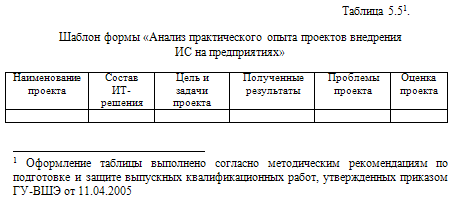 Таблица 5.5¹.
Шаблон формы «Анализ практического опыта проектов внедрения
ИС на предприятиях»
Наименование проекта
Состав ИТ-решения
Цель и задачи проекта
Полученные результаты
Проблемы проекта
Оценка проекта
¹ Оформление таблицы выполнено согласно методическим рекомендациям по
подготовке и защите выпускных квалификационных работ, утвержденных приказом
ГУ-ВШЭ от 11.04.2005